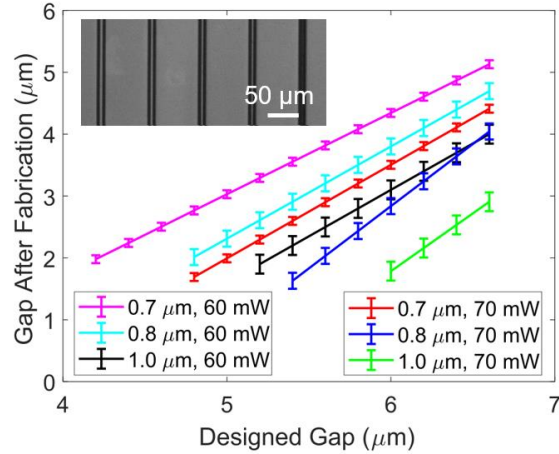 6
5
4
3
2
1
0
Gap After Fabrication (μm)
50 μm
0.7 μm, 60 mW
0.8 μm, 60 mW
1.0 μm, 60 mW
0.7 μm, 70 mW
0.8 μm, 70 mW
1.0 μm, 70 mW
4 5 6 7
Designed Gap (μm)